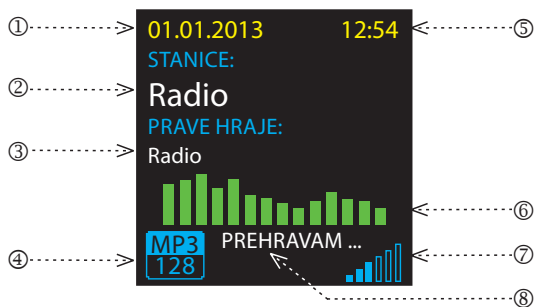 ① 01.01.2013 12:54 ⑤
STANICE:
② Radio
PRAVE HRAJE:
③ Radio
⑥
④ MP3 PREHRAVAM ... ⑦
128
⑧